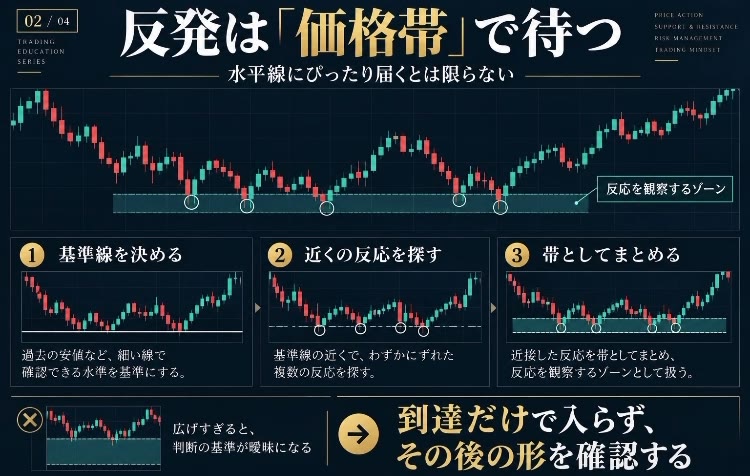 02 / 04
TRADING
EDUCATION
SERIES
反発は「価格帯」で待つ
PRICE ACTION
SUPPORT & RESISTANCE
RISK MANAGEMENT
TRADING MINDSET
水平線にぴったり届くとは限らない
反応を観察するゾーン
1 基準線を決める
過去の安値など、細い線で
確認できる水準を基準にする。
2 近くの反応を探す
基準線の近くで、わずかにずれた
複数の反応を探す。
3 帯としてまとめる
近接した反応を帯としてまとめ、
反応を観察するゾーンとして扱う。
広げすぎると、
判断の基準が曖昧になる
到達だけで入らず、
その後の形を確認する